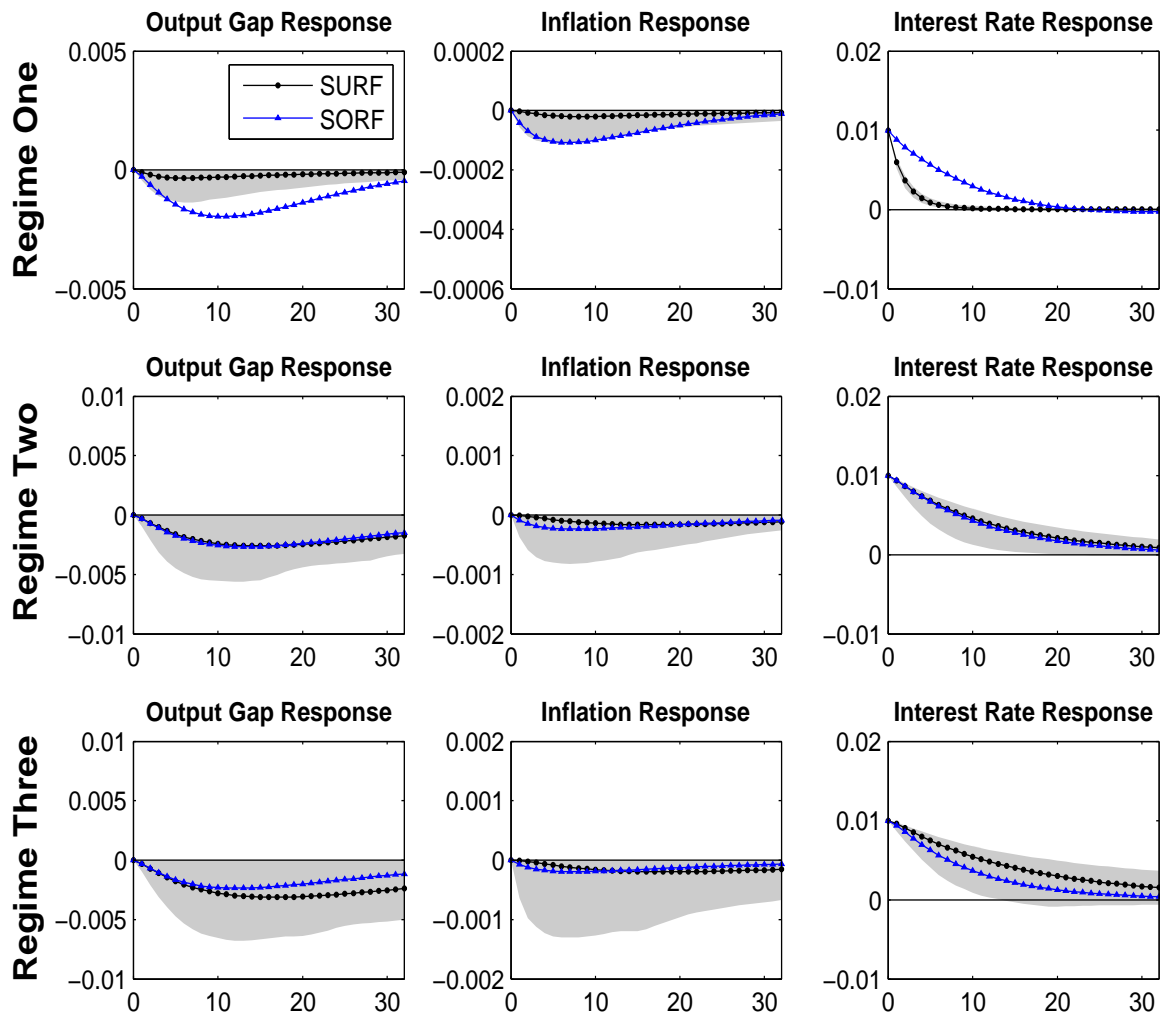 Output Gap Response
Inflation Response
Interest Rate Response
Regime One
0.005
0
−0.005
0 10 20 30
SURF
SORF
0.0002
0
−0.0002
−0.0004
−0.0006
0 10 20 30
0.02
0.01
0
−0.01
0 10 20 30
Output Gap Response
Inflation Response
Interest Rate Response
Regime Two
0.01
0.005
0
−0.005
−0.01
0 10 20 30
0.002
0.001
0
−0.001
−0.002
0 10 20 30
0.02
0.01
0
−0.01
0 10 20 30
Output Gap Response
Inflation Response
Interest Rate Response
Regime Three
0.01
0.005
0
−0.005
−0.01
0 10 20 30
0.002
0.001
0
−0.001
−0.002
0 10 20 30
0.02
0.01
0
−0.01
0 10 20 30